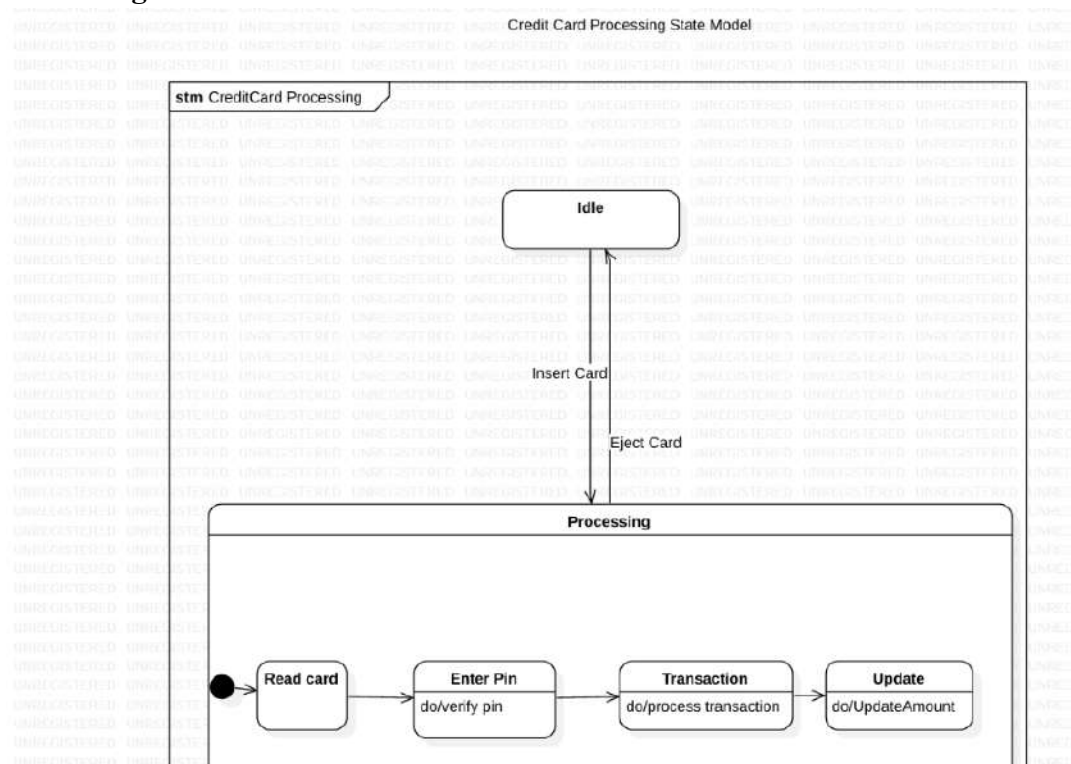 Credit Card Processing State Model
stm CreditCard Processing
Idle
Insert Card
Eject Card
Processing
Read card
Enter Pin
do/verify pin
Transaction
do/process transaction
Update
do/UpdateAmount